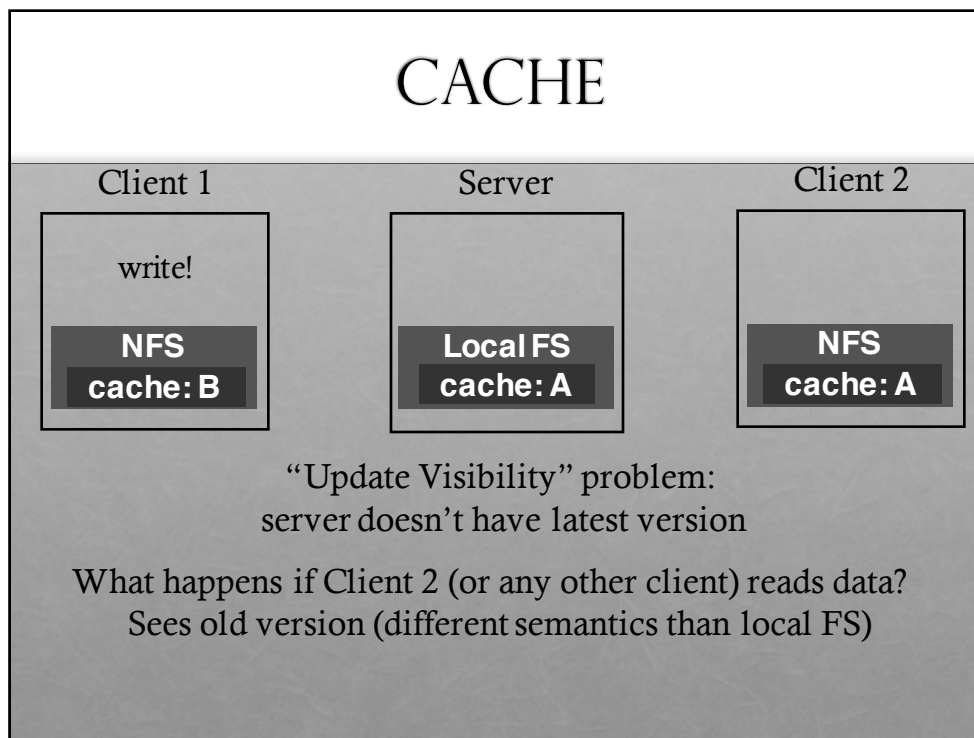 CACHE
Client 1
Server
Client 2
write!
NFS
cache: B
Local FS
cache: A
NFS
cache: A
“Update Visibility” problem:
server doesn’t have latest version
What happens if Client 2 (or any other client) reads data?
Sees old version (different semantics than local FS)